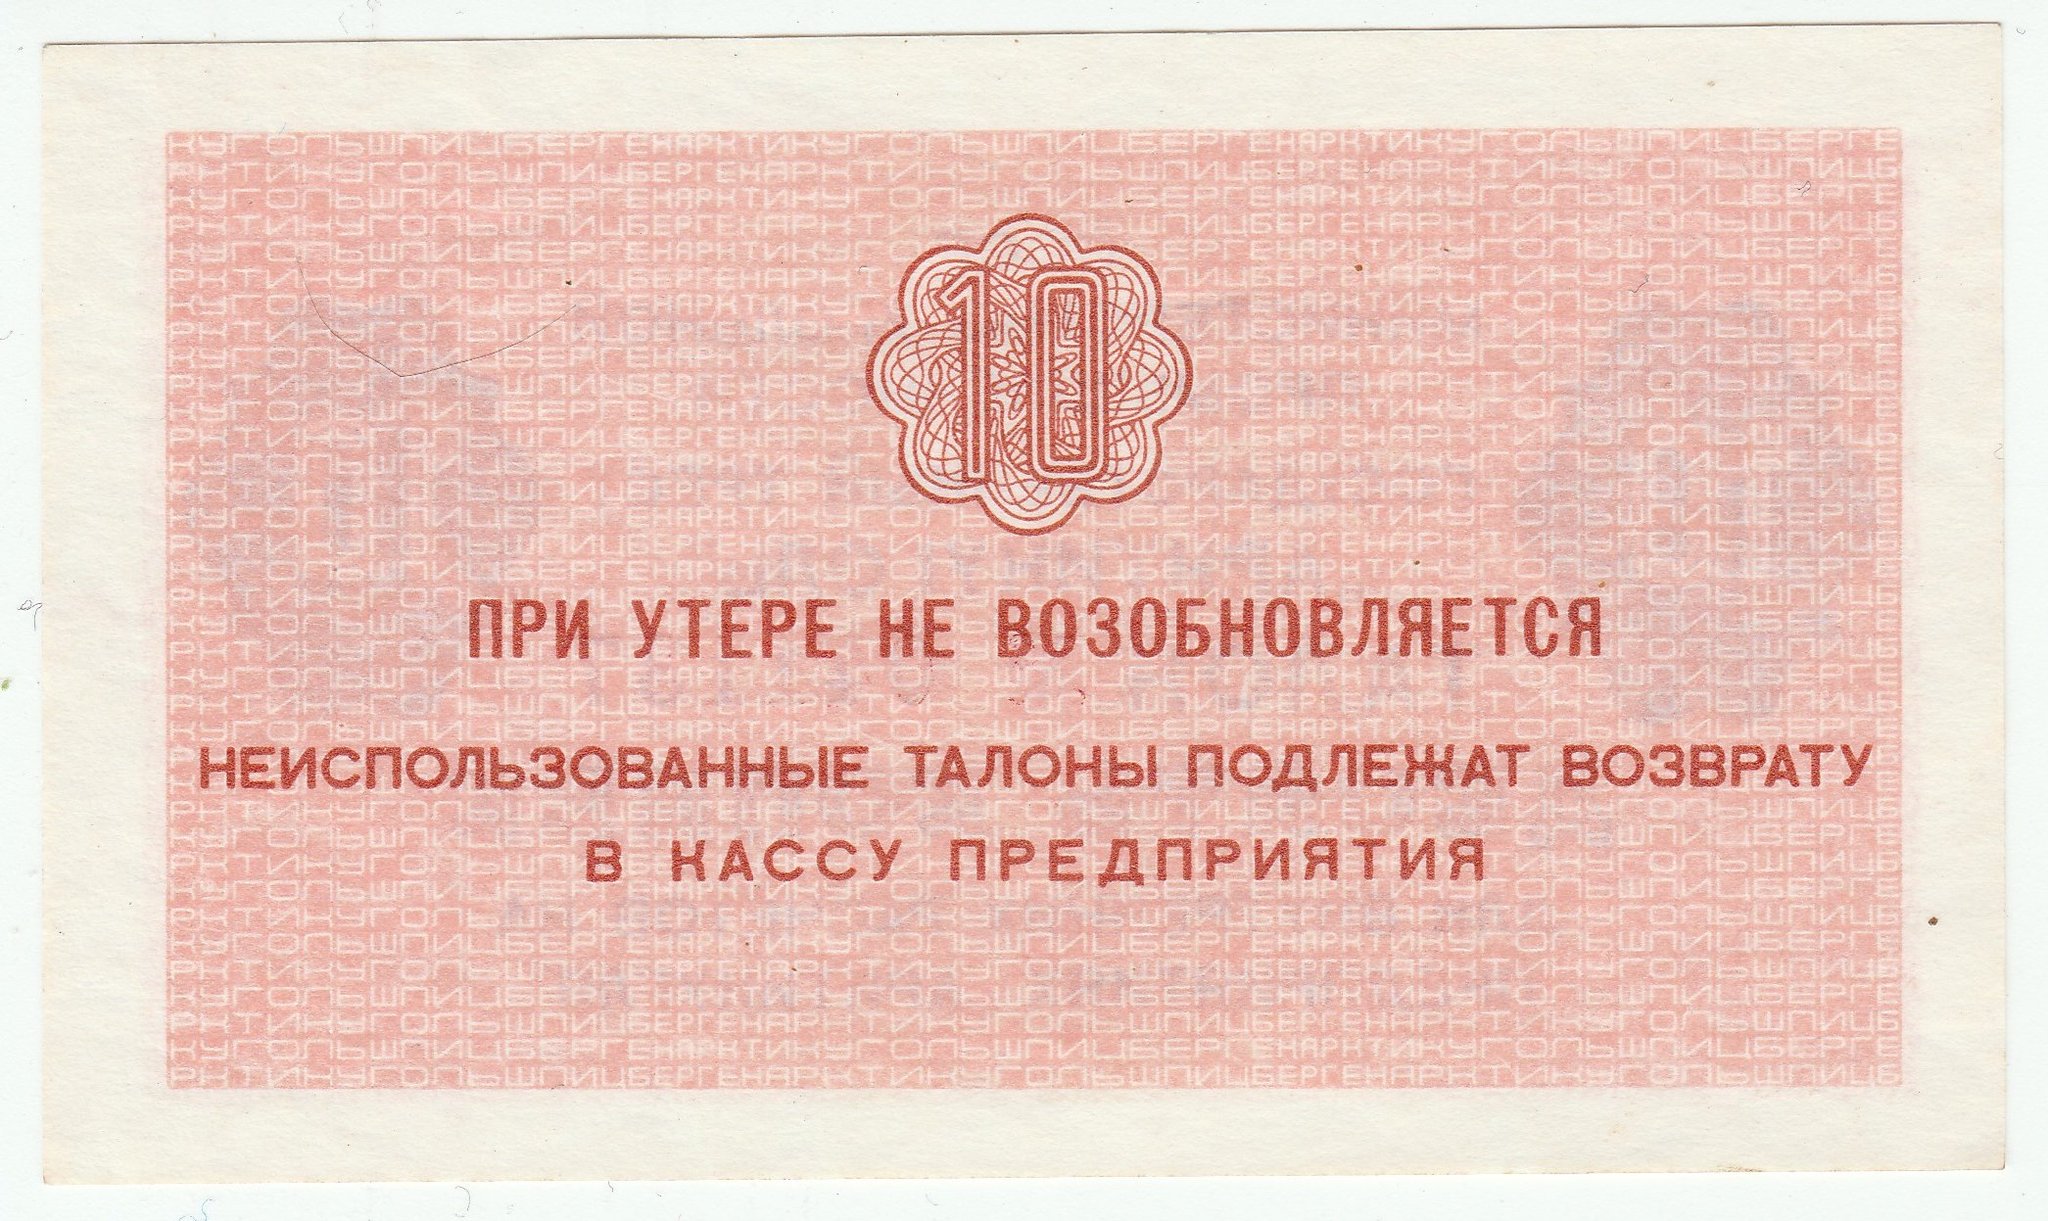 10
ПРИ УТЕРЕ НЕ ВОЗОБНОВЛЯЕТСЯ
НЕИСПОЛЬЗОВАННЫЕ ТАЛОНЫ ПОДЛЕЖАТ ВОЗВРАТУ
В КАССУ ПРЕДПРИЯТИЯ